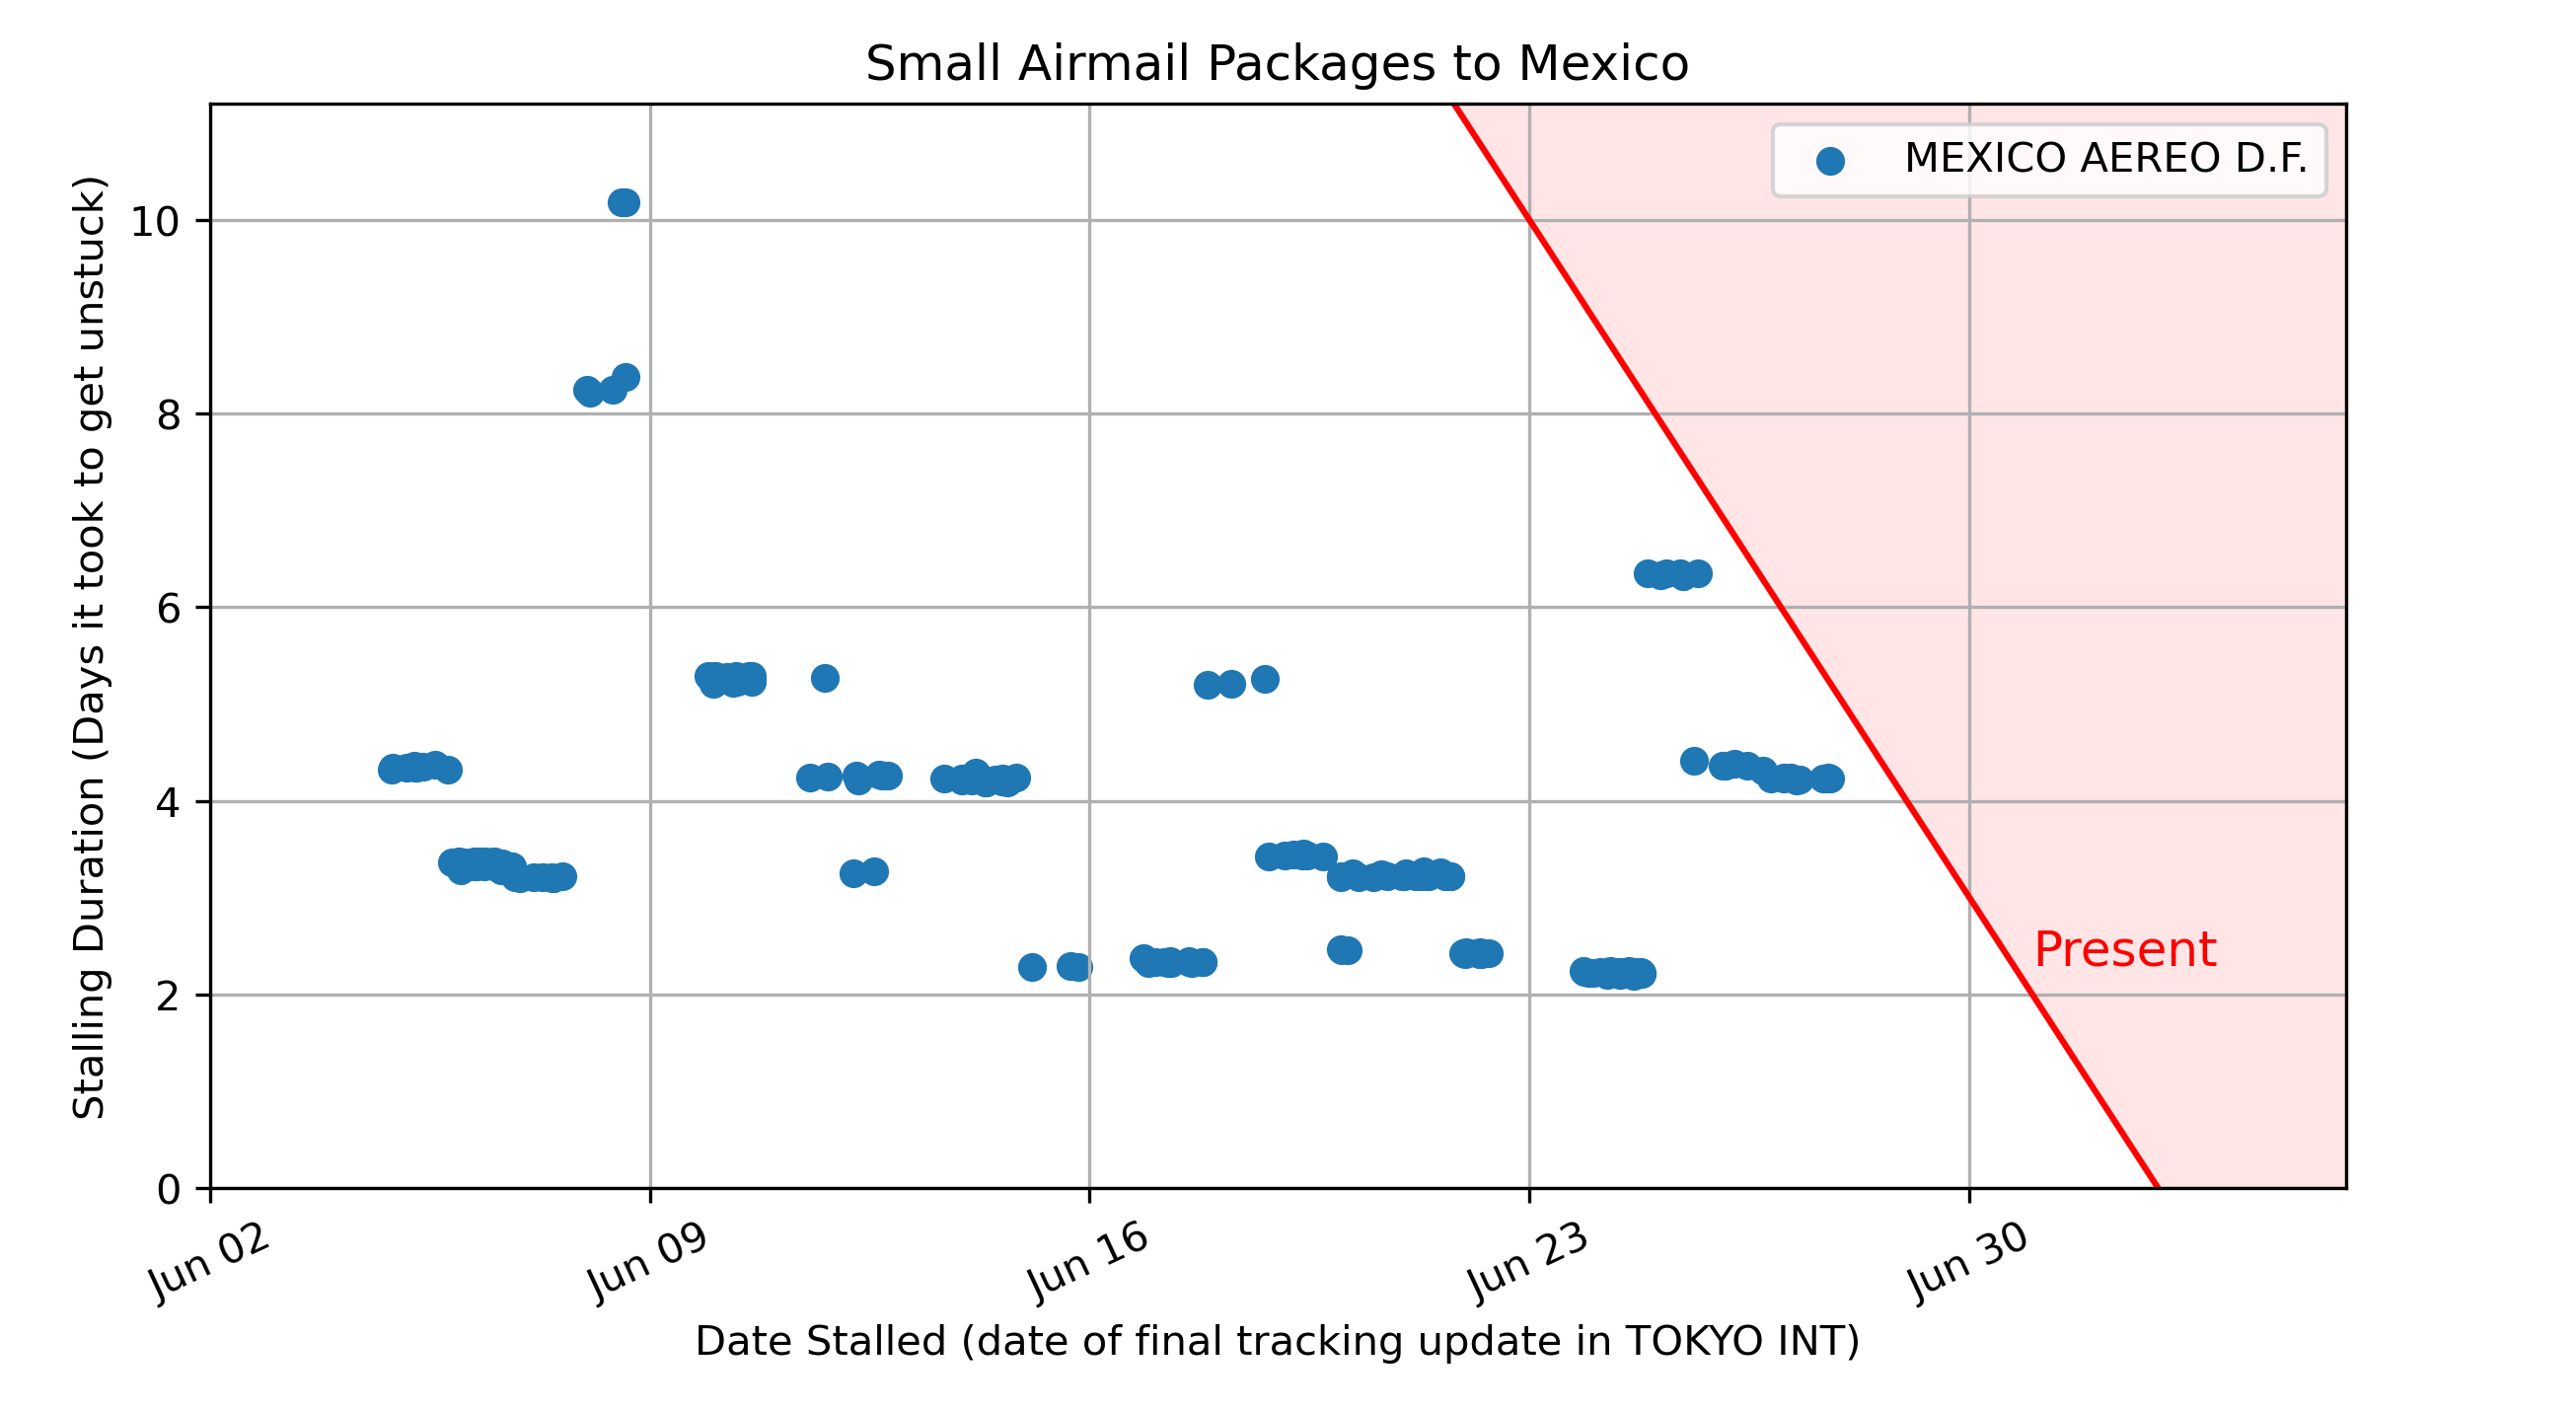 Small Airmail Packages to Mexico
MEXICO AEREO D.F.
Stalling Duration (Days it took to get unstuck)
10
8
6
4
2
0
Present
Jun 02
Jun 09
Jun 16
Jun 23
Jun 30
Date Stalled (date of final tracking update in TOKYO INT)